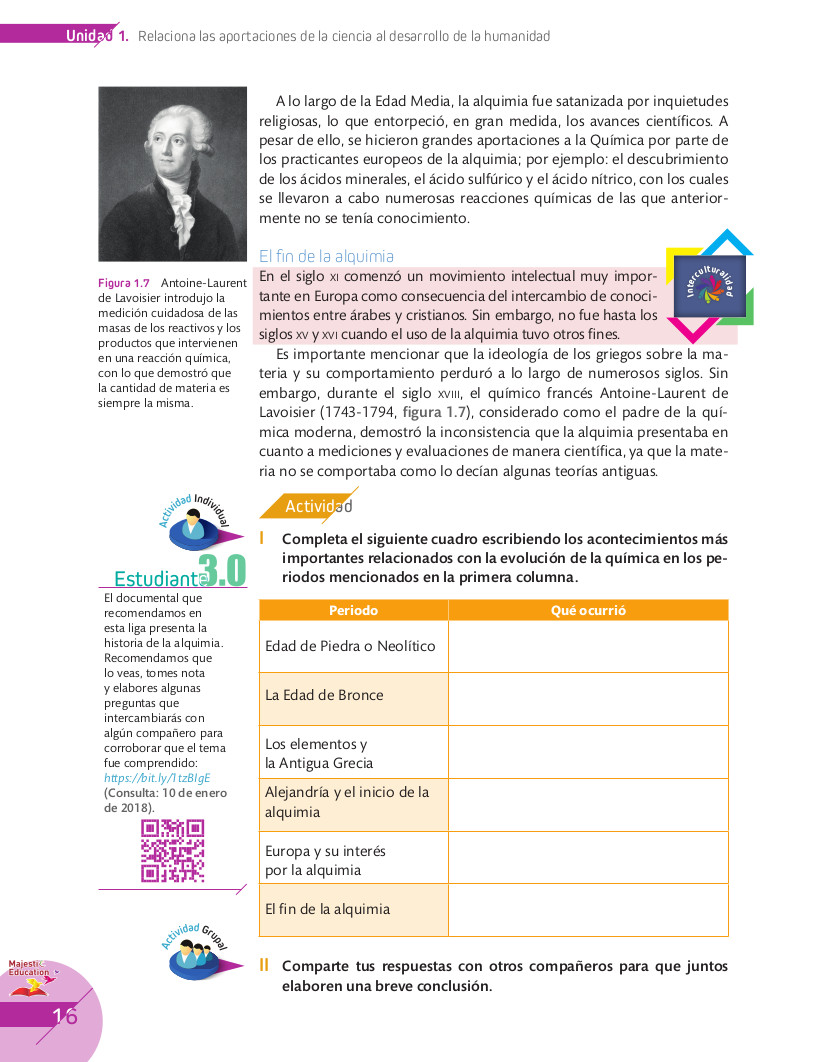 Unidad 1. Relaciona las aportaciones de la ciencia al desarrollo de la humanidad
A lo largo de la Edad Media, la alquimia fue satanizada por inquietudes
religiosas, lo que entorpeció, en gran medida, los avances científicos. A
pesar de ello, se hicieron grandes aportaciones a la Química por parte de
los practicantes europeos de la alquimia; por ejemplo: el descubrimiento
de los ácidos minerales, el ácido sulfúrico y el ácido nítrico, con los cuales
se llevaron a cabo numerosas reacciones químicas de las que anterior-
mente no se tenía conocimiento.
El fin de la alquimia
En el siglo XI comenzó un movimiento intelectual muy impor-
tante en Europa como consecuencia del intercambio de conoci-
mientos entre árabes y cristianos. Sin embargo, no fue hasta los
siglos XV y XVI cuando el uso de la alquimia tuvo otros fines.
Interculturalidad
Es importante mencionar que la ideología de los griegos sobre la ma-
teria y su comportamiento perduró a lo largo de numerosos siglos. Sin
embargo, durante el siglo XVIII, el químico francés Antoine-Laurent de
Lavoisier (1743-1794, figura 1.7), considerado como el padre de la quí-
mica moderna, demostró la inconsistencia que la alquimia presentaba en
cuanto a mediciones y evaluaciones de manera científica, ya que la mate-
ria no se comportaba como lo decían algunas teorías antiguas.
Figura 1.7 Antoine-Laurent
de Lavoisier introdujo la
medición cuidadosa de las
masas de los reactivos y los
productos que intervienen
en una reacción química,
con lo que demostró que
la cantidad de materia es
siempre la misma.
Actividad Individual
Actividad
I Completa el siguiente cuadro escribiendo los acontecimientos más
importantes relacionados con la evolución de la química en los pe-
riodos mencionados en la primera columna.
Estudiante 3.0
El documental que
recomendamos en
esta liga presenta la
historia de la alquimia.
Recomendamos que
lo veas, tomes nota
y elabores algunas
preguntas que
intercambiarás con
algún compañero para
corroborar que el tema
fue comprendido:
https://bit.ly/1tzBIgE
(Consulta: 10 de enero
de 2018).
Periodo Qué ocurrió
Edad de Piedra o Neolítico
La Edad de Bronce
Los elementos y
la Antigua Grecia
Alejandría y el inicio de la
alquimia
Europa y su interés
por la alquimia
El fin de la alquimia
Actividad Grupal
II Comparte tus respuestas con otros compañeros para que juntos
elaboren una breve conclusión.
Majestic
Education
16